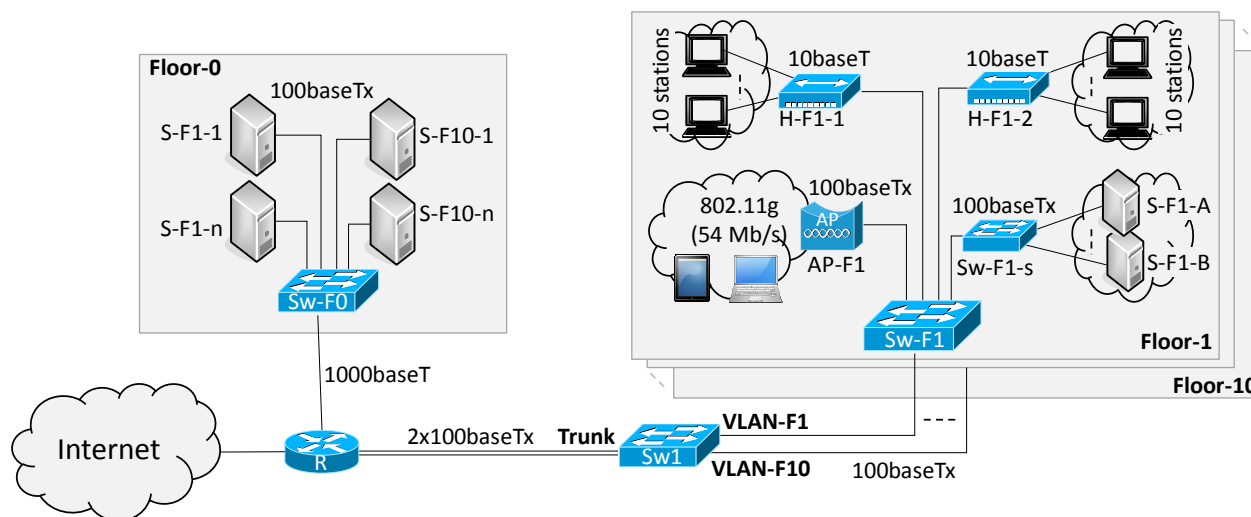 Floor-0
100baseTx
S-F1-1
S-F10-1
S-F1-n
S-F10-n
Sw-F0
1000baseT
Internet
R
2x100baseTx
Trunk
Sw1
VLAN-F1
VLAN-F10
100baseTx
10 stations
10baseT
H-F1-1
10baseT
H-F1-2
10 stations
802.11g
(54 Mb/s)
100baseTx
AP
AP-F1
100baseTx
Sw-F1-s
S-F1-A
S-F1-B
Sw-F1
Floor-1
Floor-10